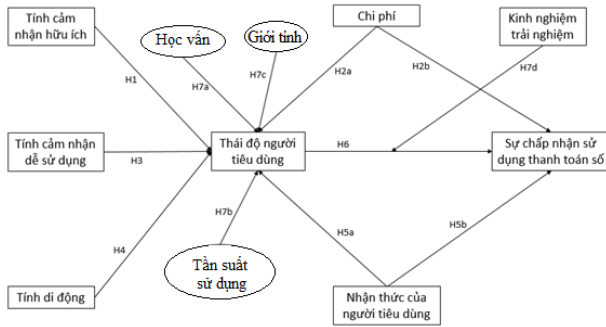 Tính cảm
nhận hữu ích
Học vấn
Giới tính
Chi phí
Kinh nghiệm
trải nghiệm
H1
H7a
H7c
H2a
H2b
H7d
Tính cảm nhận
dễ sử dụng
H3
Thái độ người
tiêu dùng
H6
Sự chấp nhận sử
dụng thanh toán số
H4
H7b
H5a
H5b
Tần suất
sử dụng
Tính di động
Nhận thức của
người tiêu dùng